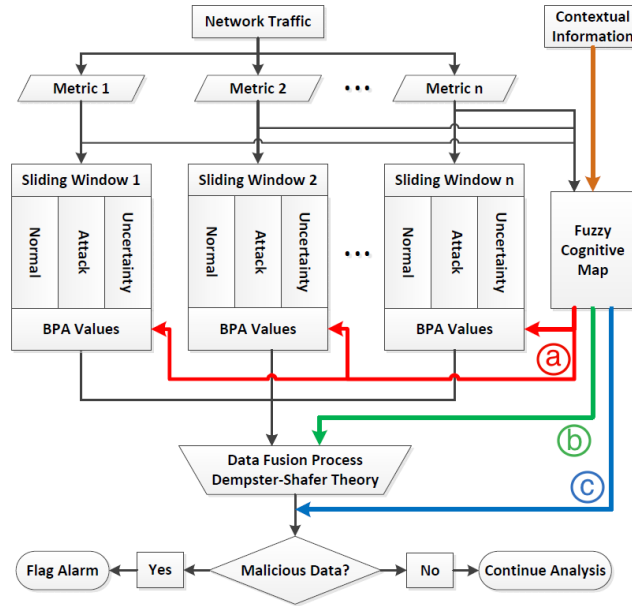 Network Traffic
Contextual
Information
Metric 1
Metric 2
•••
Metric n
Sliding Window 1
Normal
Attack
Uncertainty
BPA Values
Sliding Window 2
Normal
Attack
Uncertainty
BPA Values
•••
Sliding Window n
Normal
Attack
Uncertainty
BPA Values
Fuzzy
Cognitive
Map
ⓐ
ⓑ
ⓒ
Data Fusion Process
Dempster-Shafer Theory
Flag Alarm
Yes
Malicious Data?
No
Continue Analysis